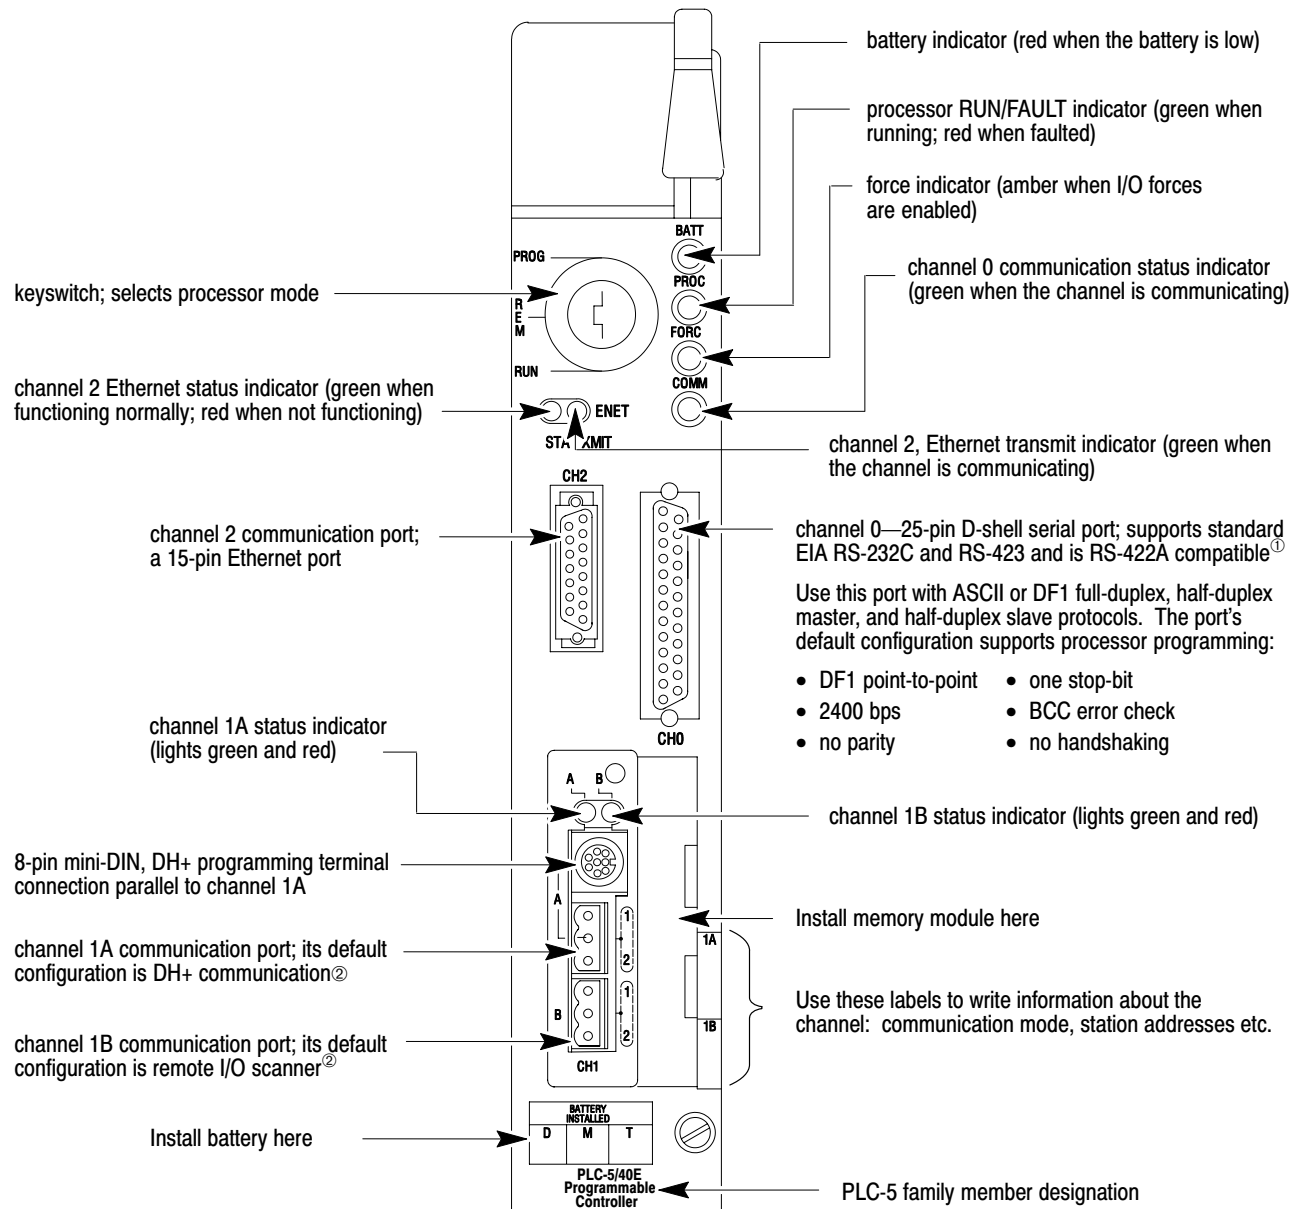 battery indicator (red when the battery is low)
processor RUN/FAULT indicator (green when
running; red when faulted)
force indicator (amber when I/O forces
are enabled)
channel 0 communication status indicator
(green when the channel is communicating)
BATT
PROC
FORC
COMM
PROG
R
E
M
RUN
keyswitch; selects processor mode
channel 2 Ethernet status indicator (green when
functioning normally; red when not functioning)
ENET
STA XMIT
channel 2, Ethernet transmit indicator (green when
the channel is communicating)
CH2
channel 2 communication port;
a 15-pin Ethernet port
channel 0—25-pin D-shell serial port; supports standard
EIA RS-232C and RS-423 and is RS-422A compatible①
Use this port with ASCII or DF1 full-duplex, half-duplex
master, and half-duplex slave protocols. The port's
default configuration supports processor programming:
• DF1 point-to-point • one stop-bit
• 2400 bps • BCC error check
• no parity • no handshaking
CH0
channel 1A status indicator
(lights green and red)
A B
channel 1B status indicator (lights green and red)
8-pin mini-DIN, DH+ programming terminal
connection parallel to channel 1A
A
Install memory module here
1
2
1A
channel 1A communication port; its default
configuration is DH+ communication②
Use these labels to write information about the
channel: communication mode, station addresses etc.
B
1
2
1B
channel 1B communication port; its default
configuration is remote I/O scanner②
CH1
BATTERY
INSTALLED
D M T
Install battery here
PLC-5/40E
Programmable
Controller
PLC-5 family member designation